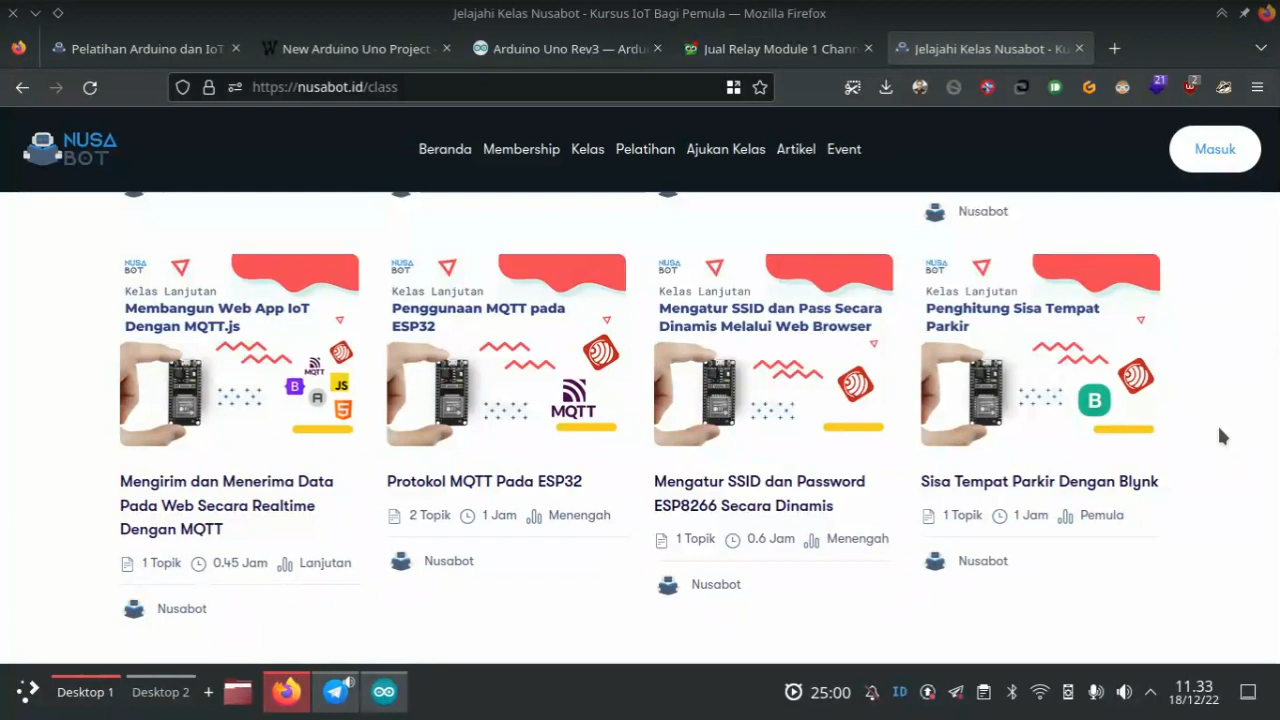 Jelajahi Kelas Nusabot - Kursus IoT Bagi Pemula — Mozilla Firefox
Pelatihan Arduino dan IoT
New Arduino Uno Project -
Arduino Uno Rev3 — Ardu
Jual Relay Module 1 Chann
Jelajahi Kelas Nusabot - Ku
https://nusabot.id/class
21
2
NUSA
BOT
Beranda
Membership
Kelas
Pelatihan
Ajukan Kelas
Artikel
Event
Masuk
Nusabot
NUSA
BOT
Kelas Lanjutan
Membangun Web App IoT
Dengan MQTT.js
MQTT
B
JS
A
5
Mengirim dan Menerima Data
Pada Web Secara Realtime
Dengan MQTT
1 Topik
0.45 Jam
Lanjutan
Nusabot
NUSA
BOT
Kelas Lanjutan
Penggunaan MQTT pada
ESP32
MQTT
Protokol MQTT Pada ESP32
2 Topik
1 Jam
Menengah
Nusabot
NUSA
BOT
Kelas Lanjutan
Mengatur SSID dan Pass Secara
Dinamis Melalui Web Browser
Mengatur SSID dan Password
ESP8266 Secara Dinamis
1 Topik
0.6 Jam
Menengah
Nusabot
NUSA
BOT
Kelas Lanjutan
Penghitung Sisa Tempat
Parkir
B
Sisa Tempat Parkir Dengan Blynk
1 Topik
1 Jam
Pemula
Nusabot
Desktop 1
Desktop 2
25:00
ID
11.33
18/12/22